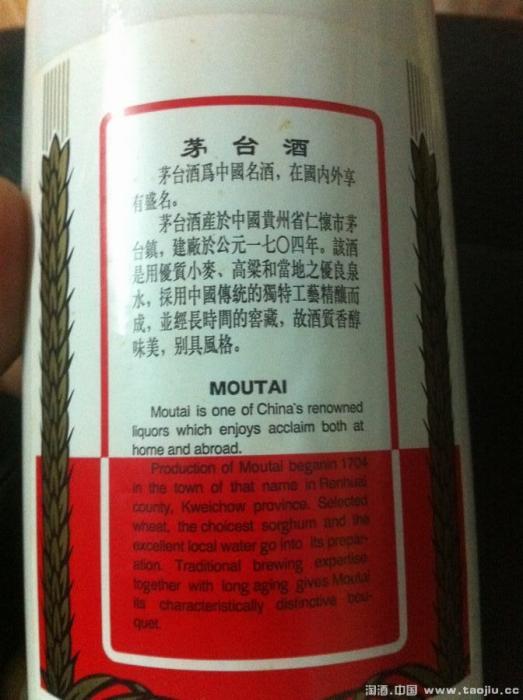 茅台酒
茅台酒爲中國名酒，在國内外享
有盛名。
茅台酒産於中國貴州省仁懷市茅
台鎮，建廠於公元一七〇四年。該酒
是用優質小麥、高粱和當地之優良泉
水，採用中國傳統的獨特工藝精釀而
成，並經長時間的窖藏，故酒質香醇
味美，别具風格。
MOUTAI
Moutai is one of China's renowned
liquors which enjoys acclaim both at
home and abroad.
Production of Moutai beganin 1704
in the town of that name in Renhuai
county, Kweichow province. Selected
wheat, the choicest sorghum and the
excellent local water go into its prepar-
ation. Traditional brewing expertise
together with long aging gives Moutai
its characteristically distinctive bou-
quet.
淘酒.中国 www.taojiu.cc